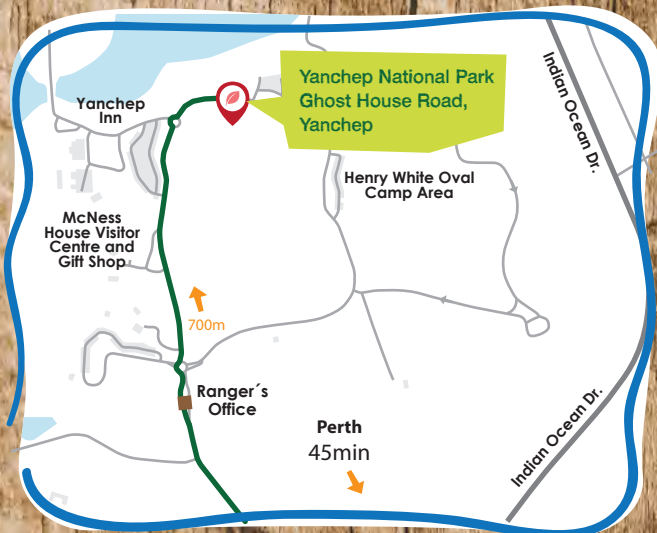 Indian Ocean Dr.
Yanchep National Park
Ghost House Road,
Yanchep
Yanchep
Inn
Henry White Oval
Camp Area
McNess
House Visitor
Centre and
Gift Shop
700m
Ranger´s
Office
Perth
45min
Indian Ocean Dr.